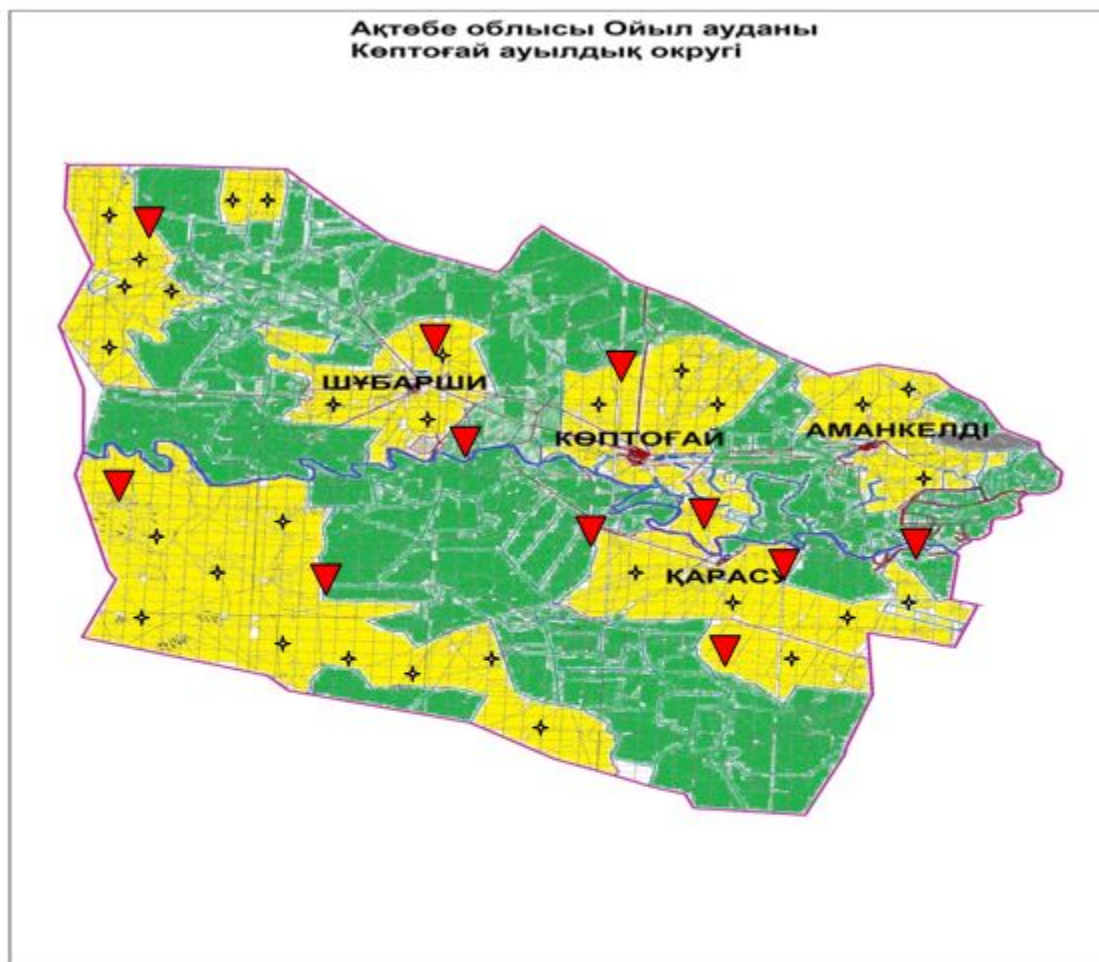 Ақтөбе облысы Ойыл ауданы
Көптоғай ауылдық округі
ШҰБАРШИ
КӨПТОҒАЙ
АМАНКЕЛДІ
ҚАРАСУ